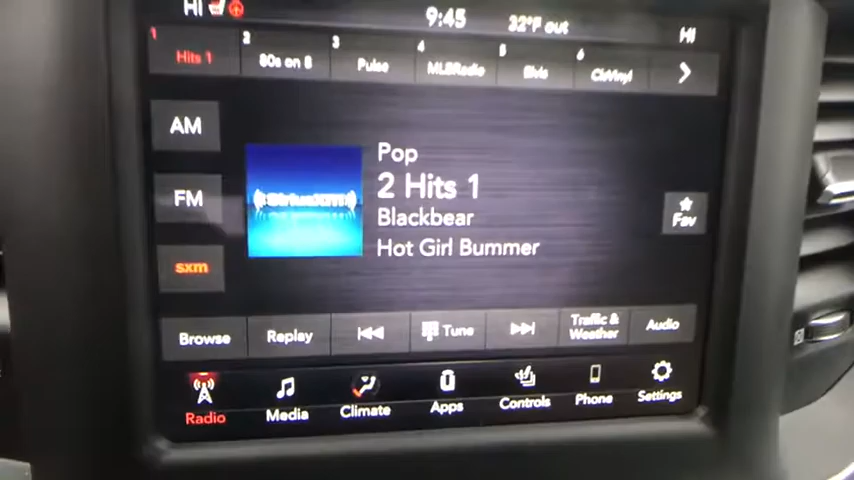 HI 9:45 32°F out HI
1 Hits 1 2 80s on 8 3 Pulse 4 MLBRadio 5 Elvis 6 ClsVinyl
AM
FM
sxm
SiriusXM
Pop
2 Hits 1
Blackbear
Hot Girl Bummer
Fav
Browse Replay Tune Traffic & Weather Audio
Radio Media Climate Apps Controls Phone Settings